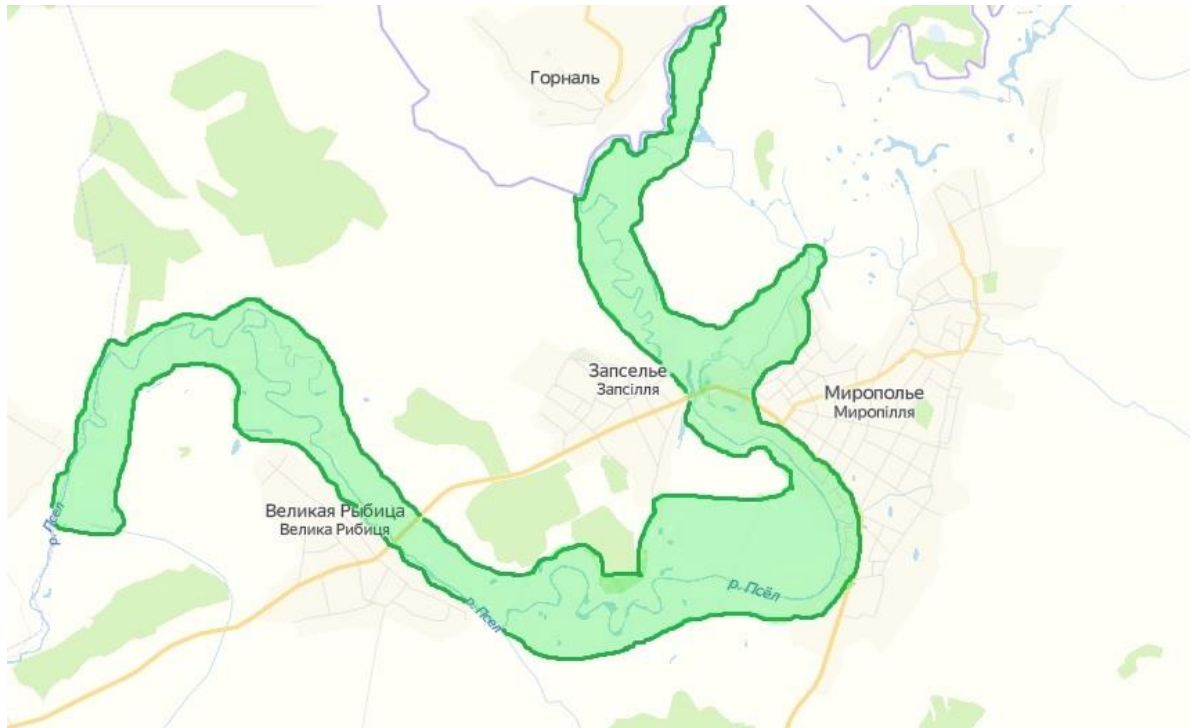 Горналь
Запселье
Запсілля
Мирополье
Миропілля
Великая Рыбица
Велика Рибиця
р. Псёл
р. Псёл
р. Псёл